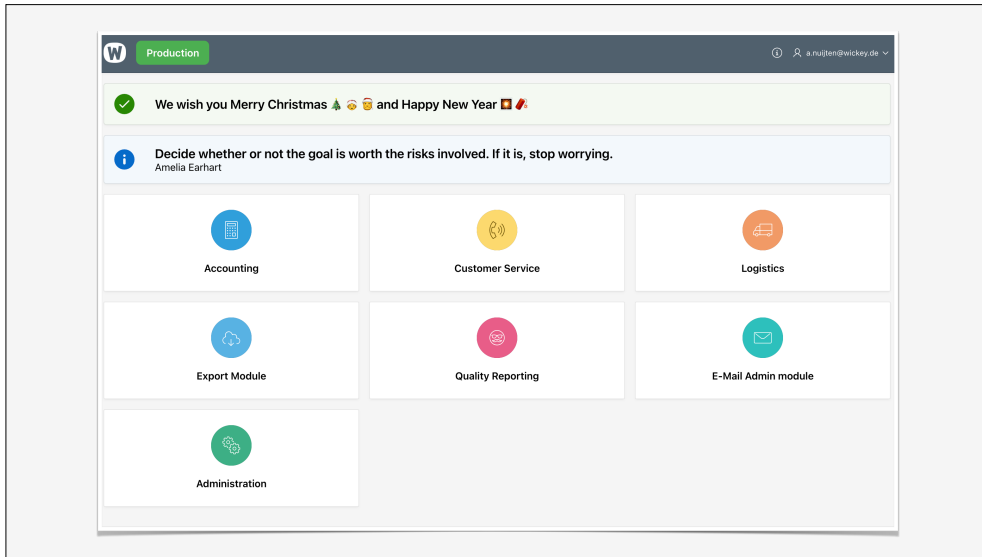 W Production a.nuijten@wickey.de
We wish you Merry Christmas 🎄 🤶 🎅 and Happy New Year 🎇 🧨
Decide whether or not the goal is worth the risks involved. If it is, stop worrying.
Amelia Earhart
Accounting Customer Service Logistics
Export Module Quality Reporting E-Mail Admin module
Administration